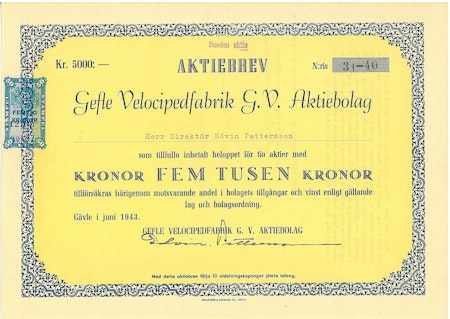 Bunden aktie
Kr. 5000: —
AKTIEBREV
N:ris 31-40
Gefle Velocipedfabrik G. V. Aktiebolag
Herr Direktör Edvin Pettersson
som tillfullo inbetalt beloppet för tio aktier med
KRONOR FEM TUSEN KRONOR
tillförsäkras härigenom motsvarande andel i bolagets tillgångar och vinst enligt gällande
lag och bolagsordning.
Gävle i juni 1943.
GEFLE VELOCIPEDFABRIK G. V. AKTIEBOLAG
Edvin Pettersson
Med detta aktiebrev följa 10 utdelningskuponger jämte talong.